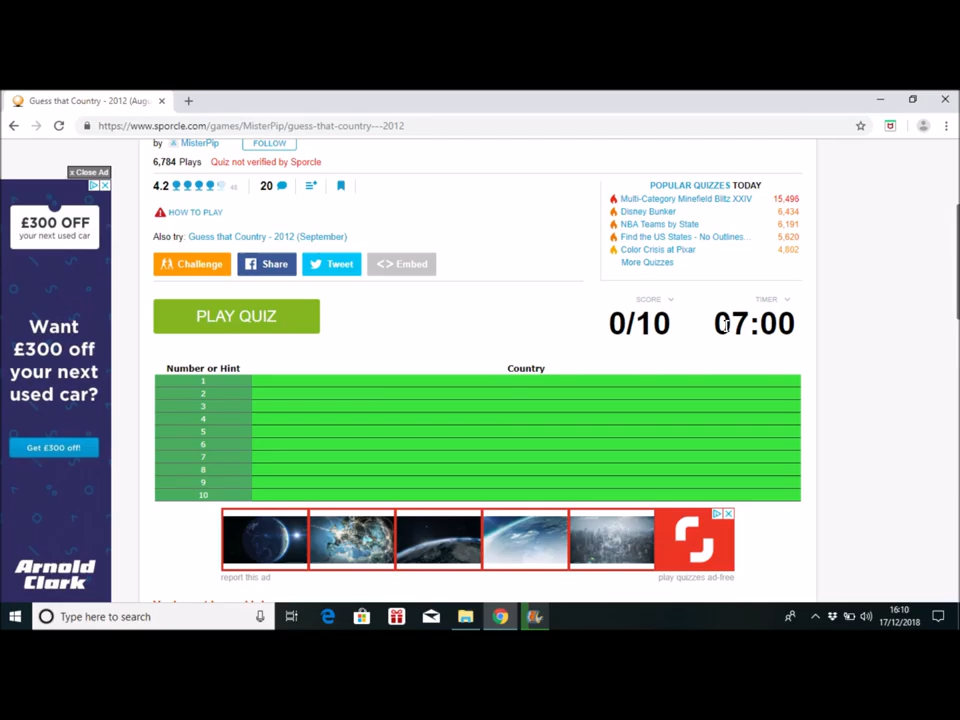 Guess that Country - 2012 (Augu
https://www.sporcle.com/games/MisterPip/guess-that-country---2012
by MisterPip FOLLOW
6,784 Plays Quiz not verified by Sporcle
x Close Ad
4.2 20
HOW TO PLAY
Also try: Guess that Country - 2012 (September)
Challenge Share Tweet <> Embed
POPULAR QUIZZES TODAY
Multi-Category Minefield Blitz XXIV 15,496
Disney Bunker 6,434
NBA Teams by State 6,191
Find the US States - No Outlines... 5,620
Color Crisis at Pixar 4,802
More Quizzes
£300 OFF
your next used car
Want
£300 off
your next
used car?
Get £300 off!
Arnold
Clark
PLAY QUIZ
SCORE TIMER
0/10 07:00
Number or Hint Country
1
2
3
4
5
6
7
8
9
10
report this ad play quizzes ad-free
Type here to search
16:10
17/12/2018